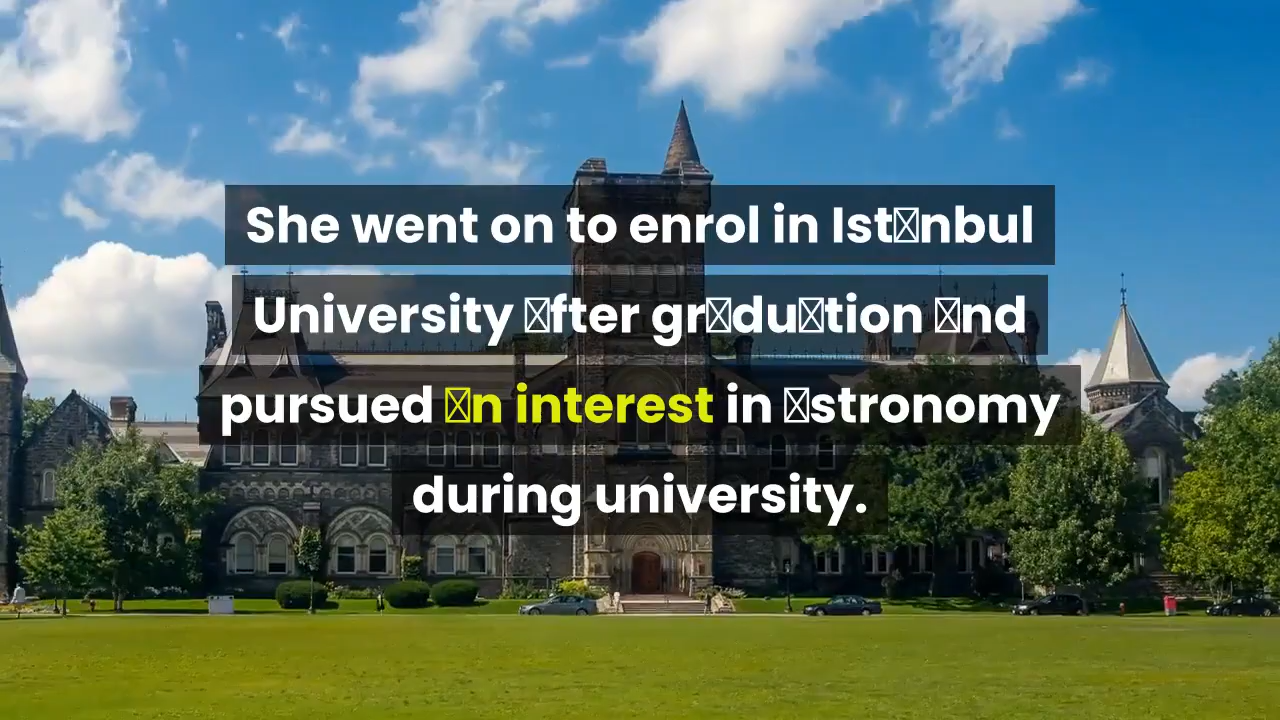 She went on to enrol in Ist☒nbul
University ☒fter gr☒du☒tion ☒nd
pursued ☒n interest in ☒stronomy
during university.